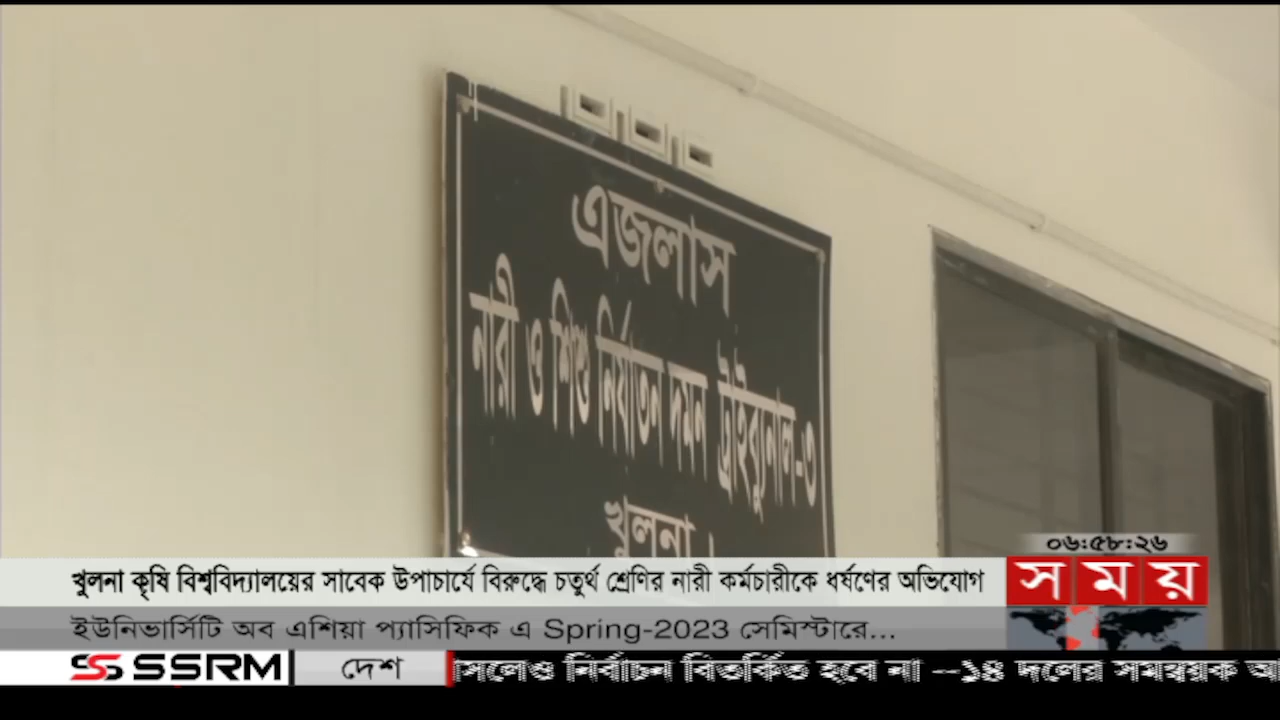 এজলাস
নারী ও শিশু নির্যাতন দমন ট্রাইব্যুনাল-৩
খুলনা।
০৬:৫৮:২৬
খুলনা কৃষি বিশ্ববিদ্যালয়ের সাবেক উপাচার্যে বিরুদ্ধে চতুর্থ শ্রেণির নারী কর্মচারীকে ধর্ষণের অভিযোগ
সময়
ইউনিভার্সিটি অব এশিয়া প্যাসিফিক এ Spring-2023 সেমিস্টারে...
SSRM দেশ সলেও নির্বাচন বিতর্কিত হবে না --১৪ দলের সমন্বয়ক